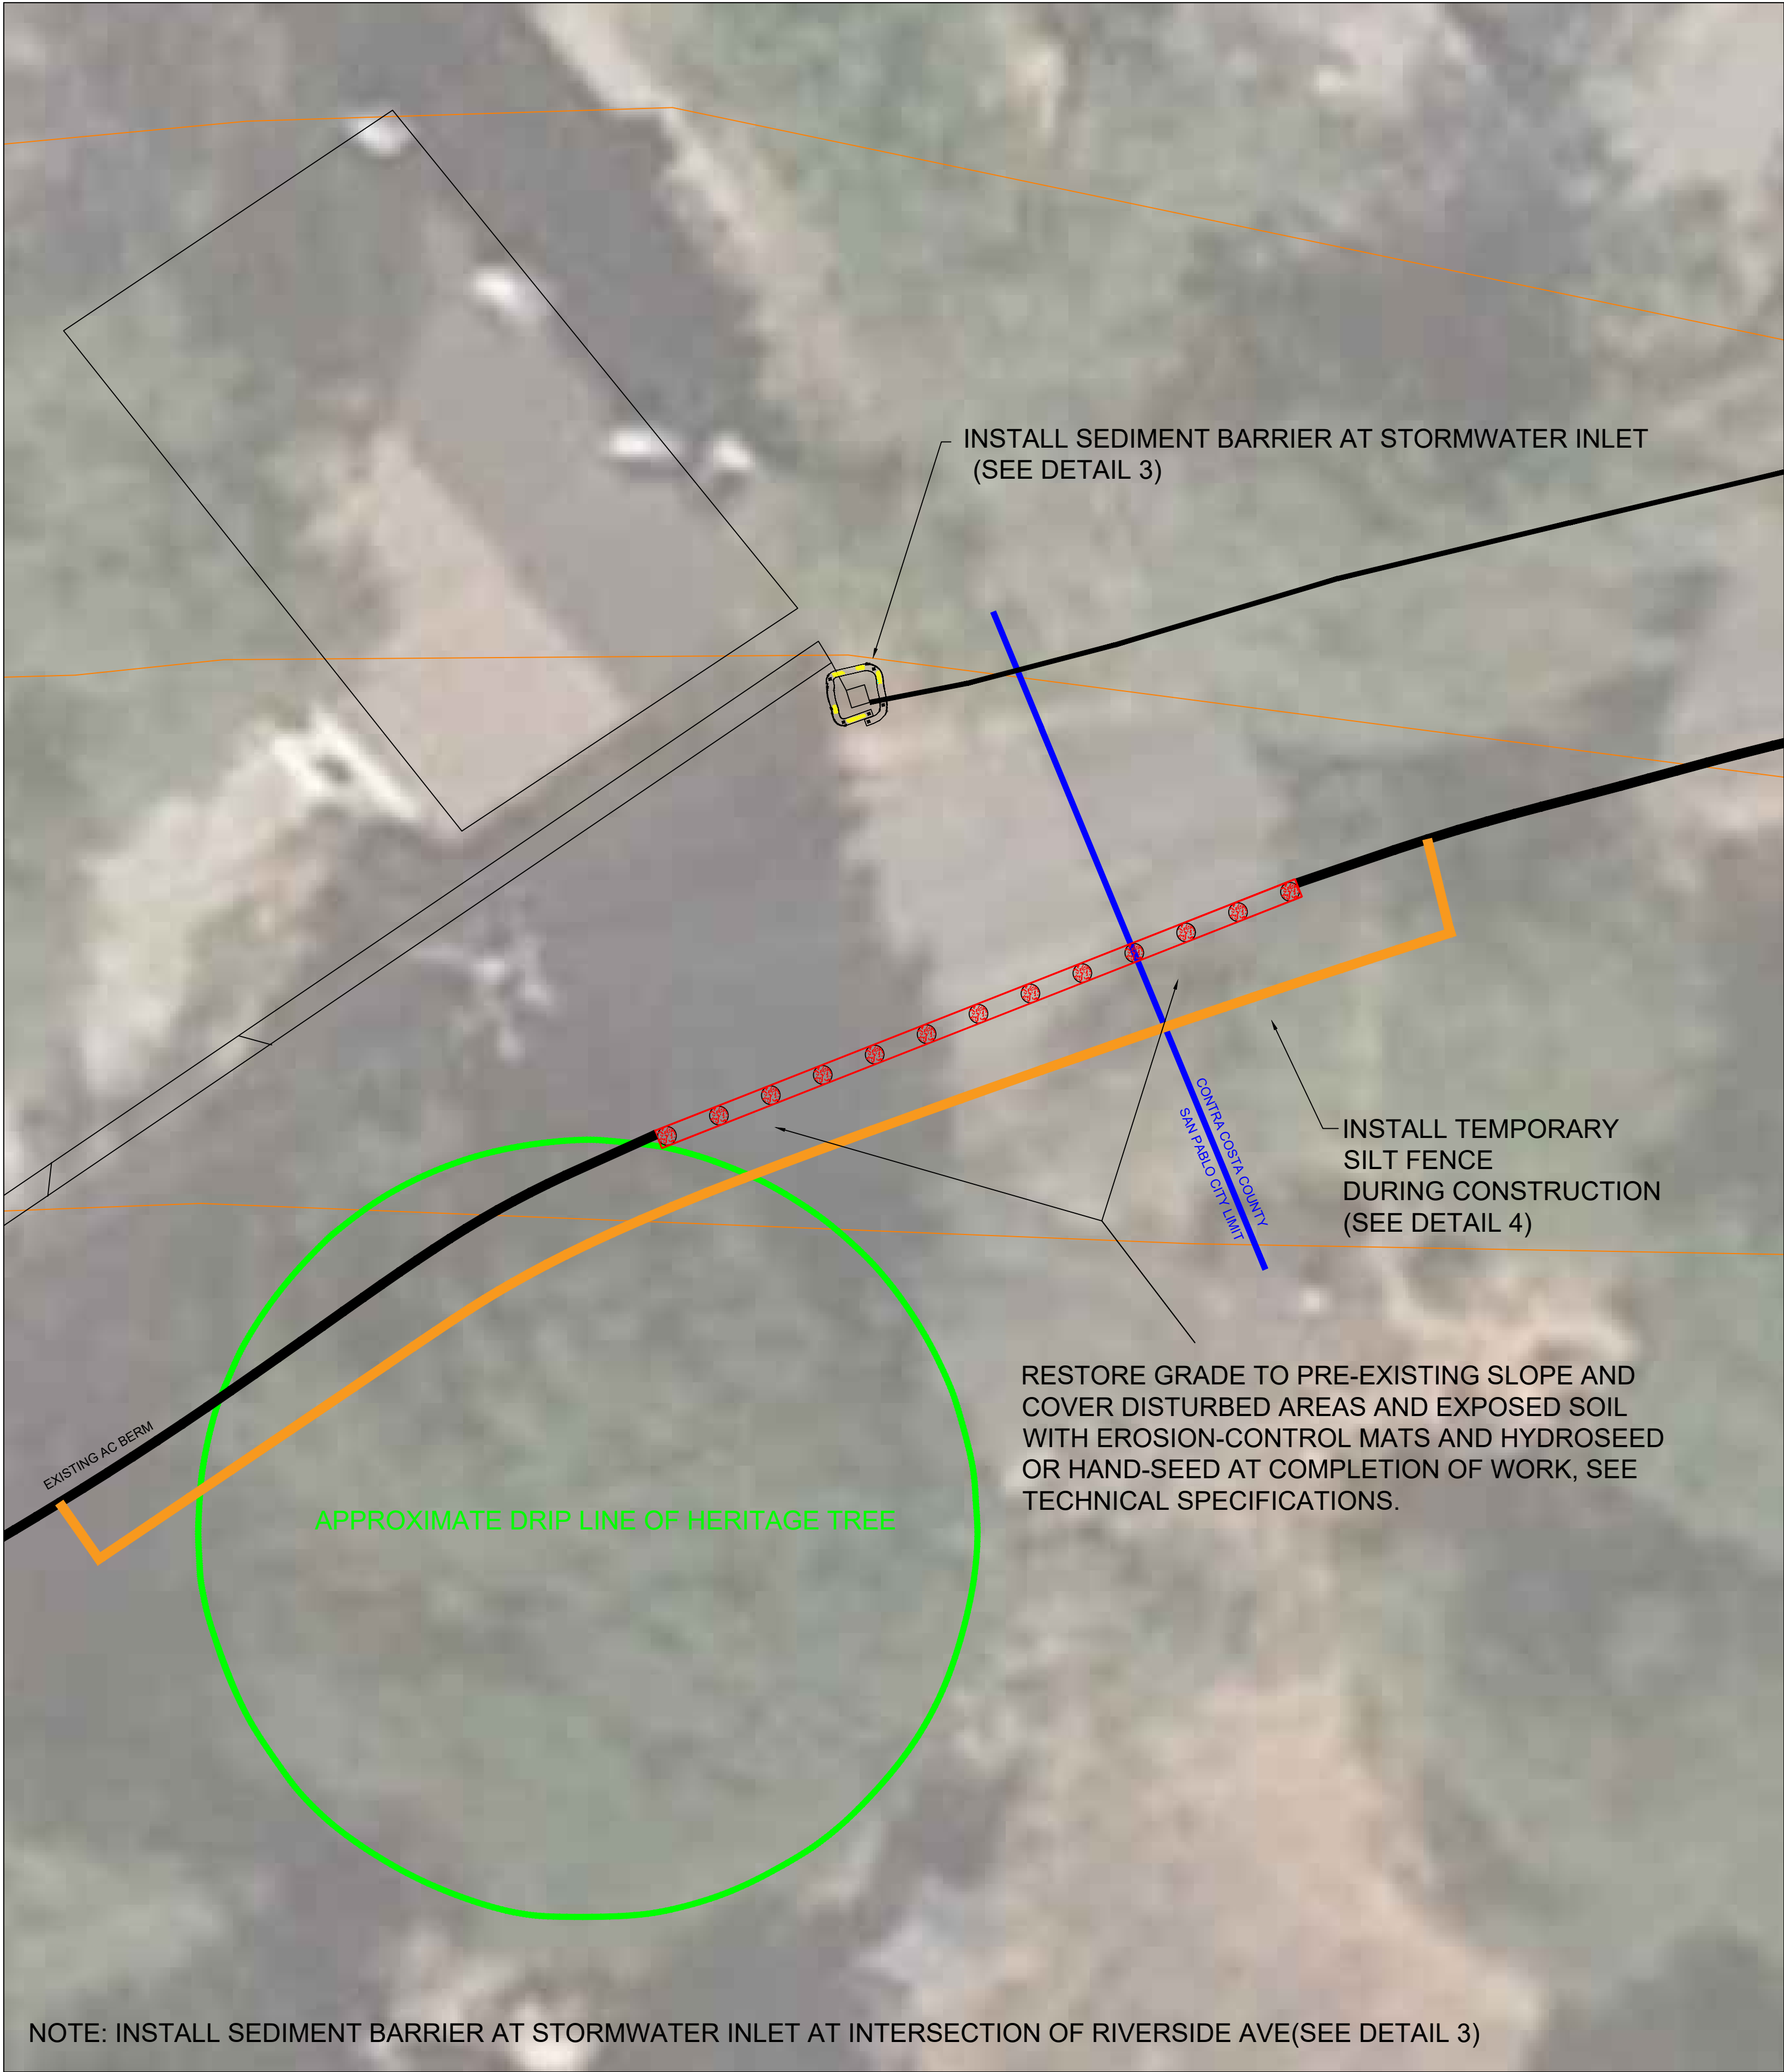 INSTALL SEDIMENT BARRIER AT STORMWATER INLET
(SEE DETAIL 3)
CONTRA COSTA COUNTY
SAN PABLO CITY LIMIT
INSTALL TEMPORARY
SILT FENCE
DURING CONSTRUCTION
(SEE DETAIL 4)
RESTORE GRADE TO PRE-EXISTING SLOPE AND
COVER DISTURBED AREAS AND EXPOSED SOIL
WITH EROSION-CONTROL MATS AND HYDROSEED
OR HAND-SEED AT COMPLETION OF WORK, SEE
TECHNICAL SPECIFICATIONS.
EXISTING AC BERM
APPROXIMATE DRIP LINE OF HERITAGE TREE
NOTE: INSTALL SEDIMENT BARRIER AT STORMWATER INLET AT INTERSECTION OF RIVERSIDE AVE(SEE DETAIL 3)